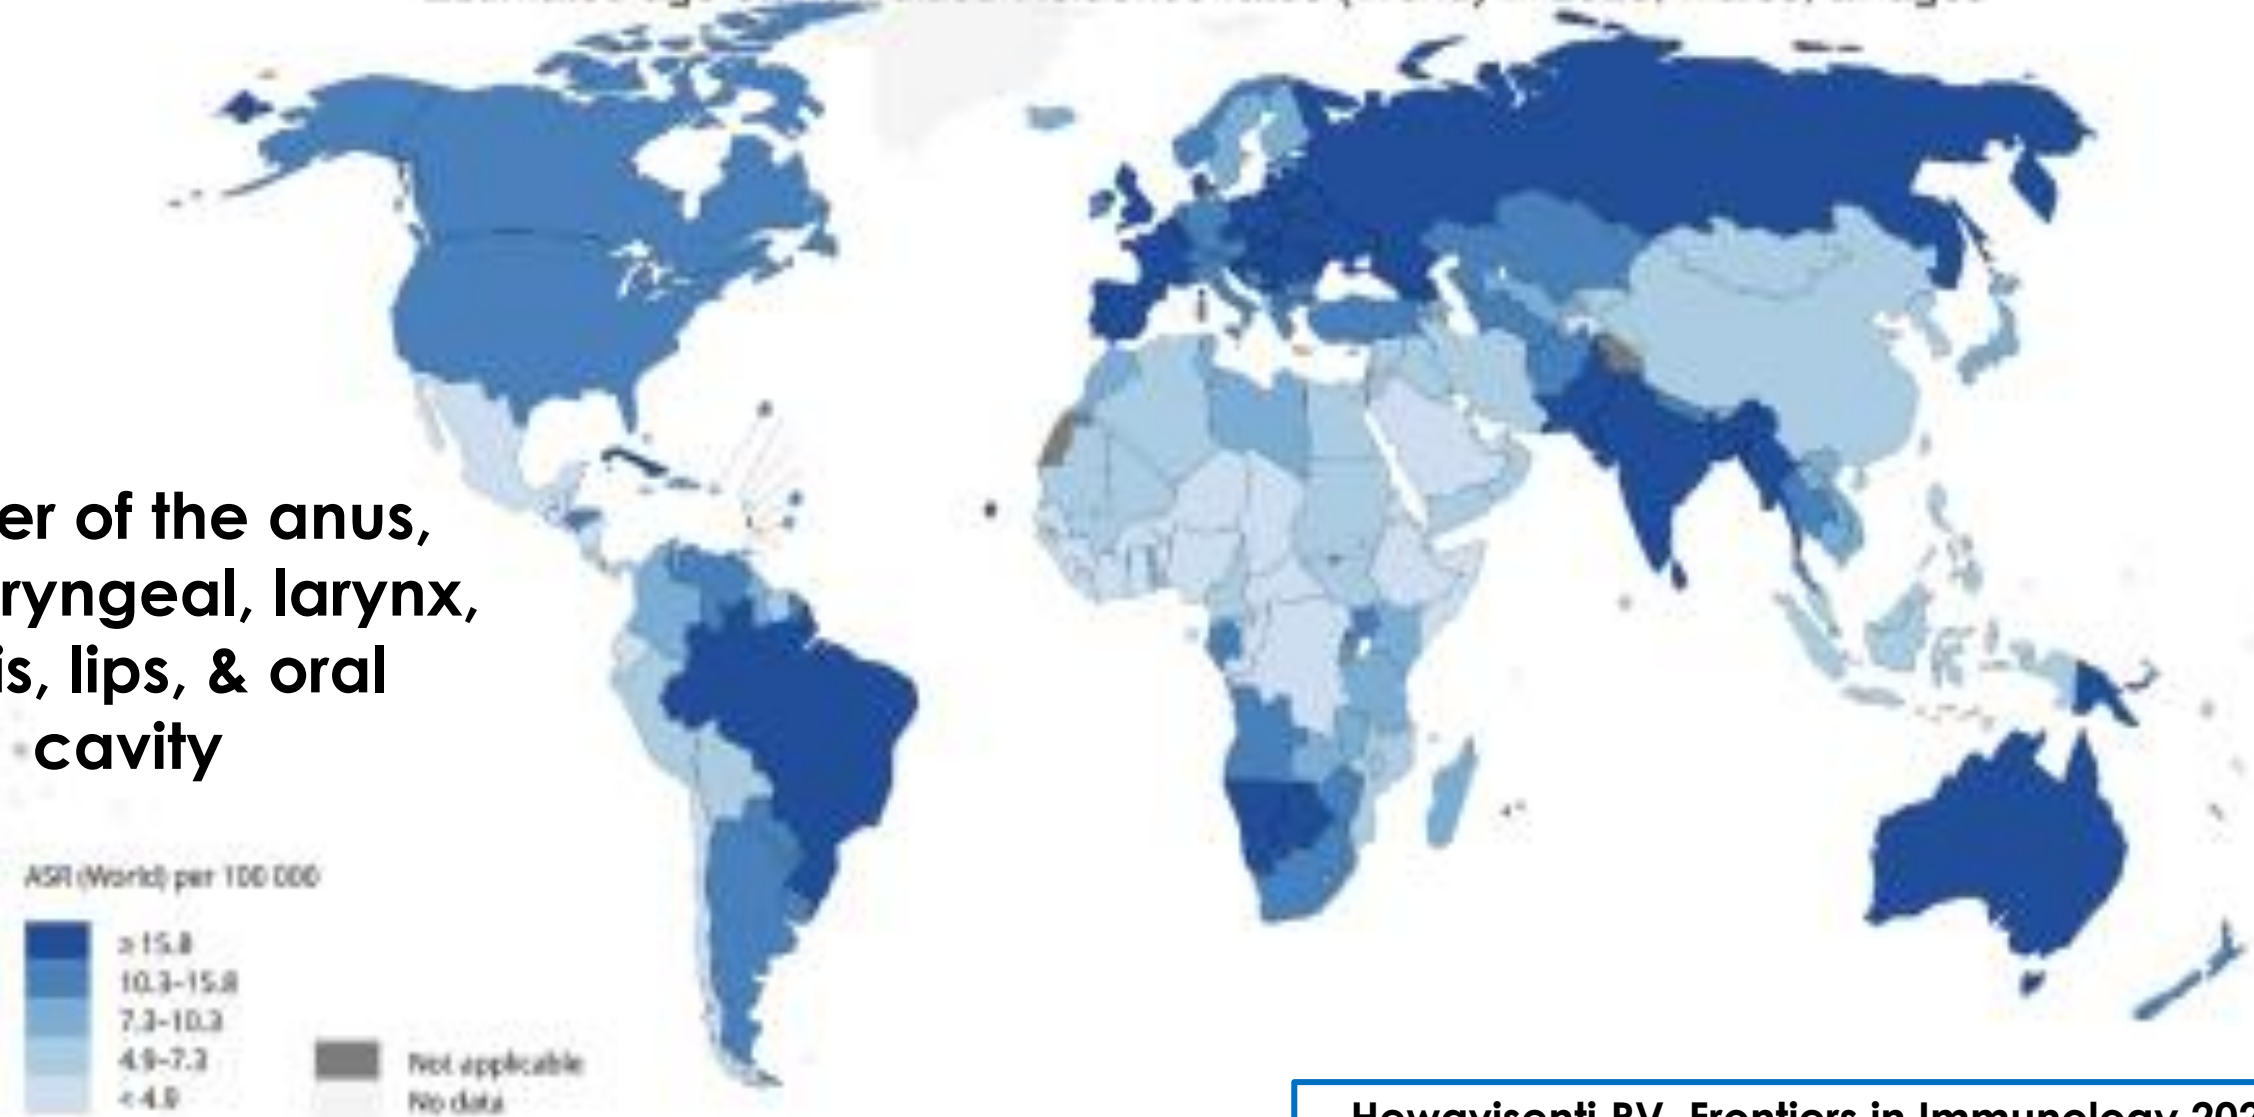 er of the anus,
ryngeal, larynx,
is, lips, & oral
cavity
ASR (World) per 100 000
≥ 15.8
10.3–15.8
7.3–10.3
4.9–7.3
< 4.9
Not applicable
No data